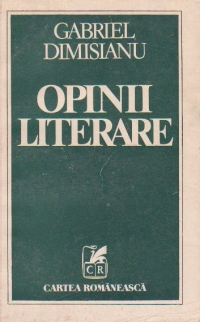 GABRIEL
DIMISIANU
OPINII
LITERARE
CR
CARTEA ROMÂNEASCĂ